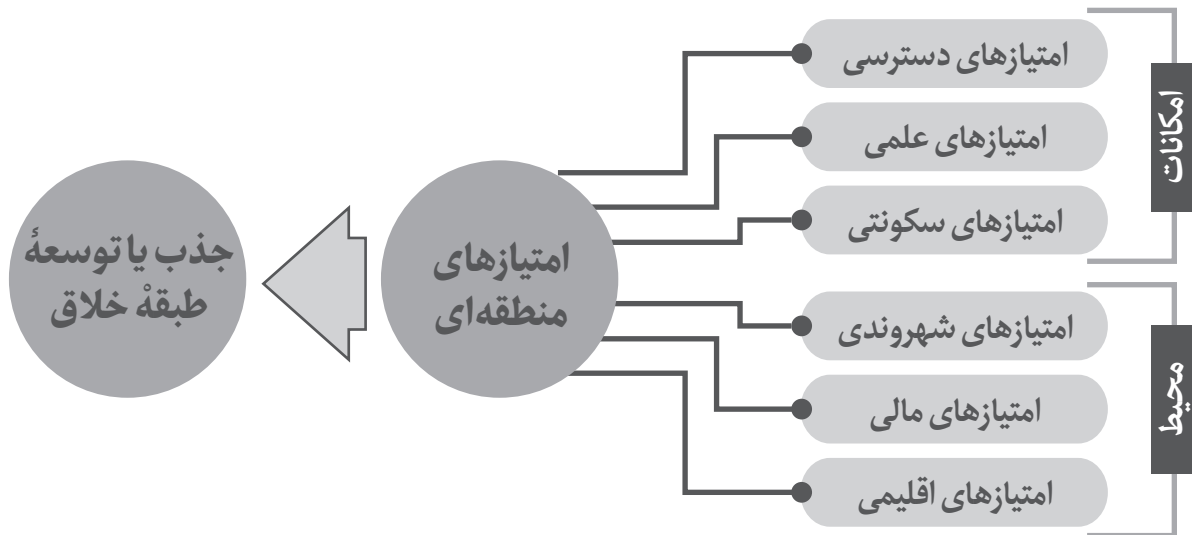 امکانات
امتیازهای دسترسی
امتیازهای علمی
امتیازهای سکونتی
محیط
امتیازهای شهروندی
امتیازهای مالی
امتیازهای اقلیمی
امتیازهای
منطقه‌ای
جذب یا توسعهٔ
طبقهٔ خلاق